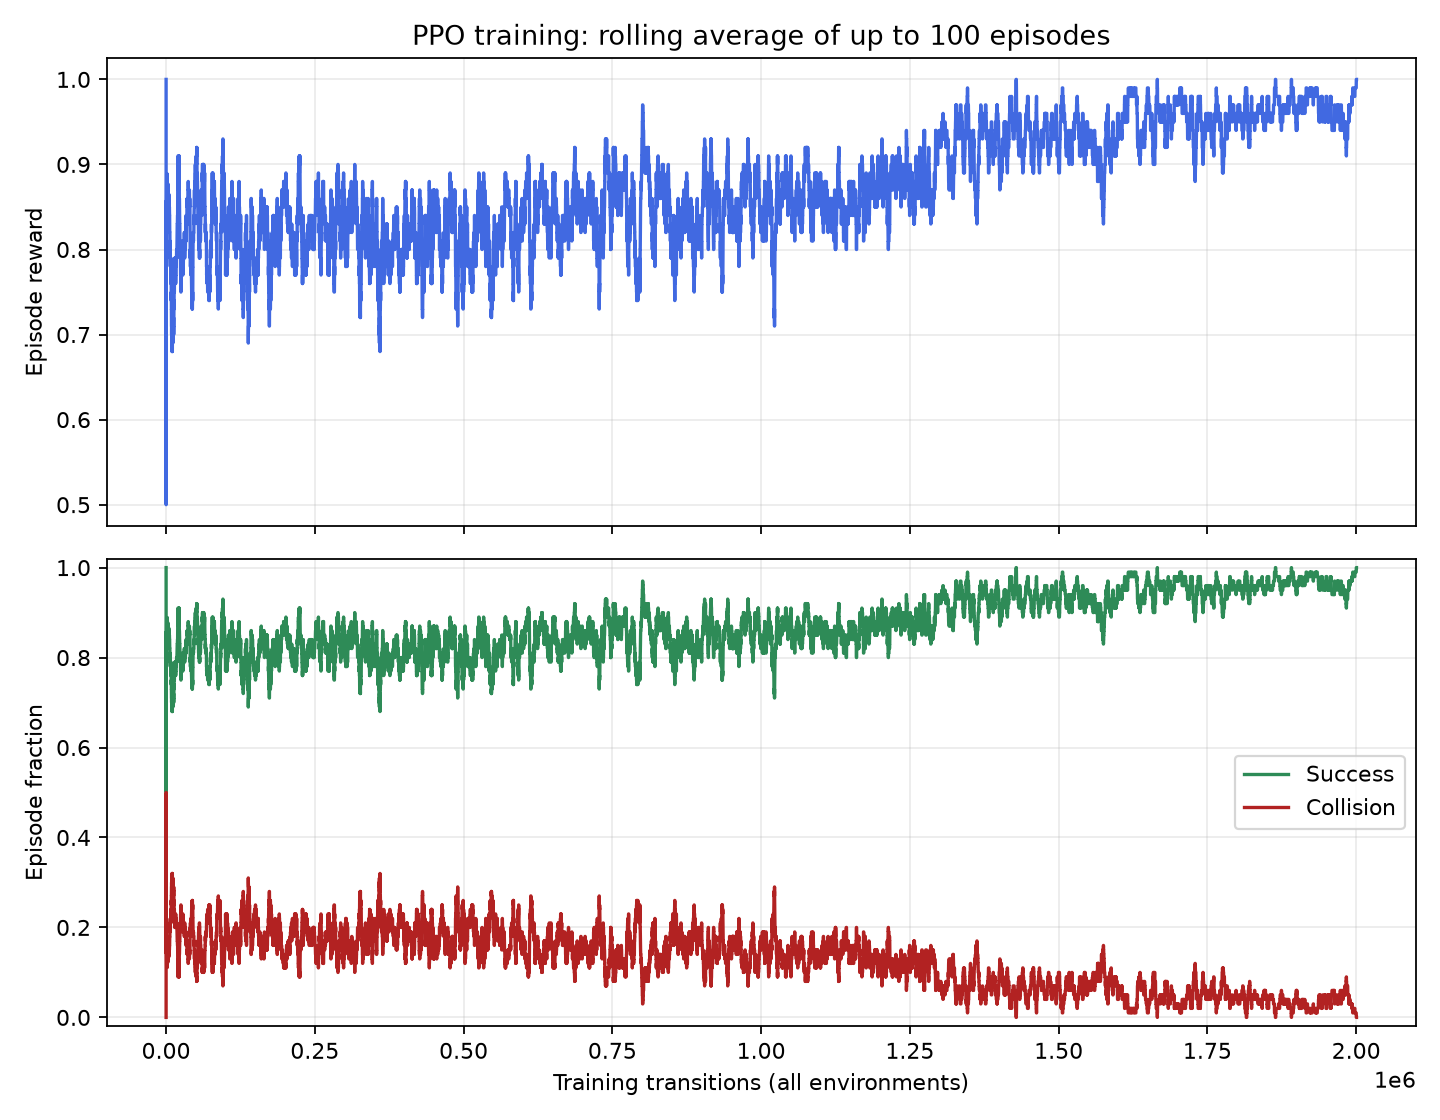 PPO training: rolling average of up to 100 episodes
1.0
0.9
0.8
0.7
0.6
0.5
Episode reward
1.0
0.8
0.6
0.4
0.2
0.0
Episode fraction
Success
Collision
0.00 0.25 0.50 0.75 1.00 1.25 1.50 1.75 2.00
1e6
Training transitions (all environments)